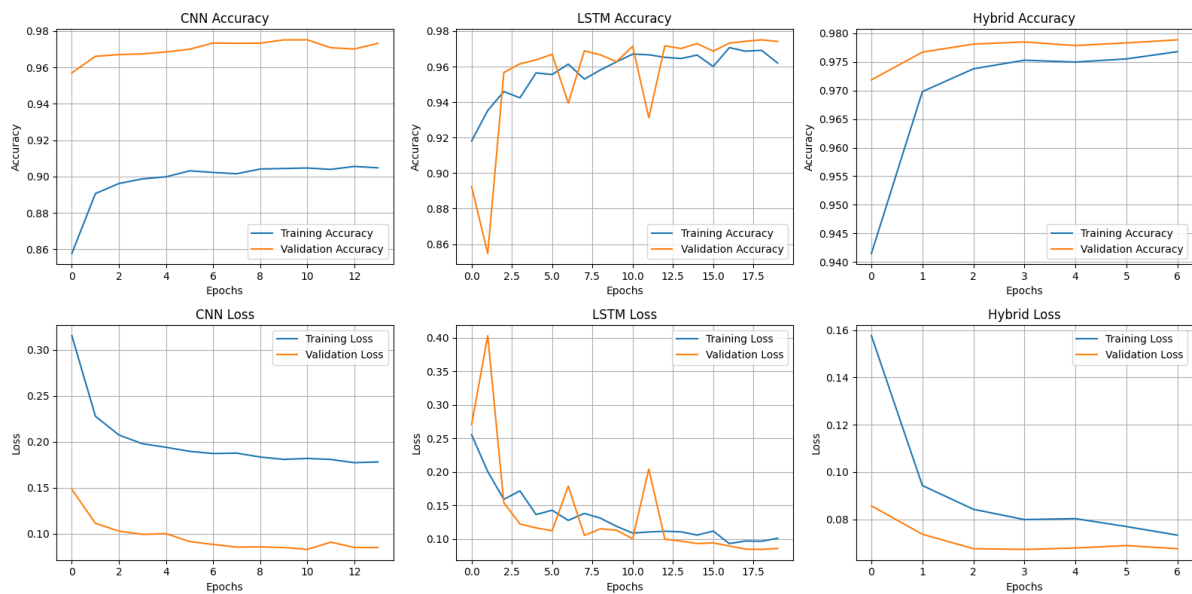 CNN Accuracy
0.98
0.96
0.94
0.92
0.90
0.88
0.86
Accuracy
Training Accuracy
Validation Accuracy
0 2 4 6 8 10 12
Epochs
LSTM Accuracy
0.98
0.96
0.94
0.92
0.90
0.88
0.86
Accuracy
Training Accuracy
Validation Accuracy
0.0 2.5 5.0 7.5 10.0 12.5 15.0 17.5
Epochs
Hybrid Accuracy
0.980
0.975
0.970
0.965
0.960
0.955
0.950
0.945
0.940
Accuracy
Training Accuracy
Validation Accuracy
0 1 2 3 4 5 6
Epochs
CNN Loss
0.30
0.25
0.20
0.15
0.10
Loss
Training Loss
Validation Loss
0 2 4 6 8 10 12
Epochs
LSTM Loss
0.40
0.35
0.30
0.25
0.20
0.15
0.10
Loss
Training Loss
Validation Loss
0.0 2.5 5.0 7.5 10.0 12.5 15.0 17.5
Epochs
Hybrid Loss
0.16
0.14
0.12
0.10
0.08
Loss
Training Loss
Validation Loss
0 1 2 3 4 5 6
Epochs